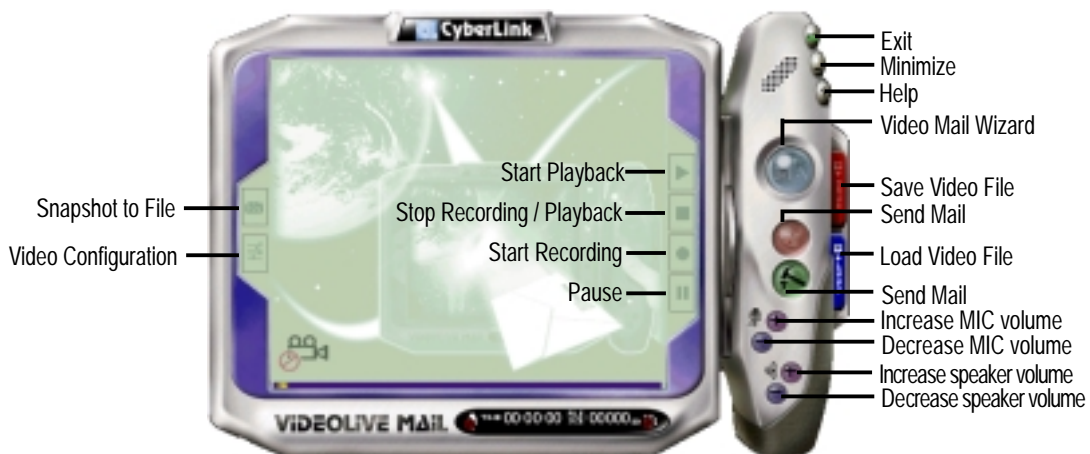 CyberLink
Exit
Minimize
Help
Video Mail Wizard
Start Playback
Save Video File
Snapshot to File
Stop Recording / Playback
Send Mail
Video Configuration
Start Recording
Load Video File
Pause
Send Mail
Increase MIC volume
Decrease MIC volume
Increase speaker volume
Decrease speaker volume
VIDEOLIVE MAIL 00:00:00 00000